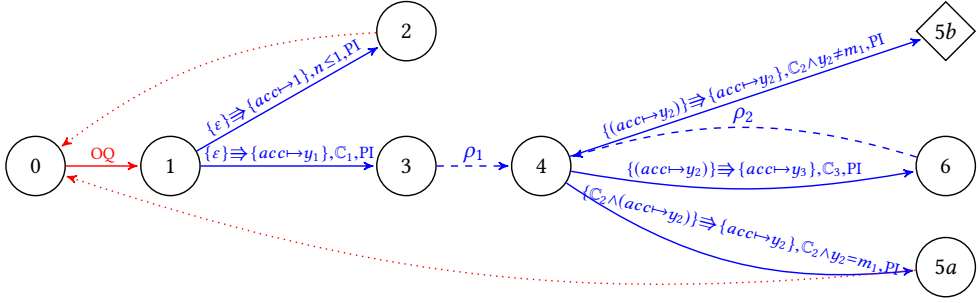 2
5b
{ε}⇛{acc↦1},n≤1,PI
{(acc↦y₂)}⇛{acc↦y₂},ℂ₂∧y₂≠m₁,PI
ρ₂
0
OQ
1
{ε}⇛{acc↦y₁},ℂ₁,PI
3
ρ₁
4
{(acc↦y₂)}⇛{acc↦y₃},ℂ₃,PI
6
{ℂ₂∧(acc↦y₂)}⇛{acc↦y₂},ℂ₂∧y₂=m₁,PI
5a